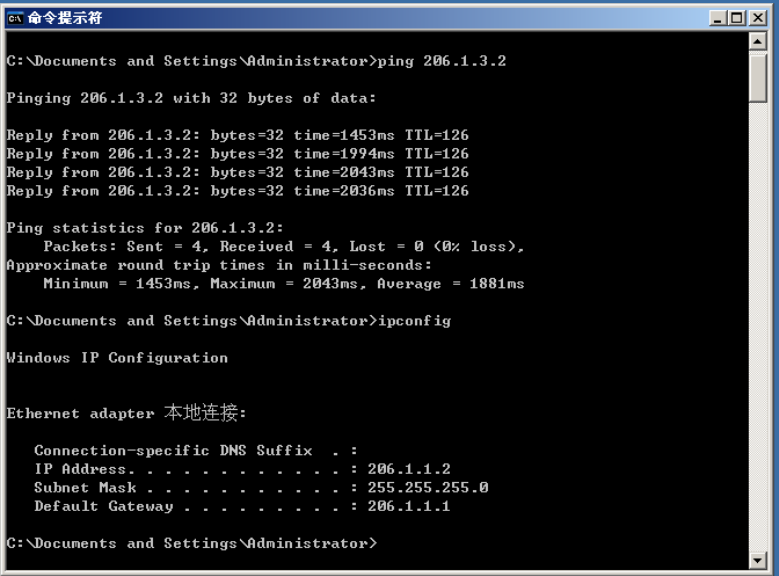 命令提示符
C:\Documents and Settings\Administrator>ping 206.1.3.2
Pinging 206.1.3.2 with 32 bytes of data:
Reply from 206.1.3.2: bytes=32 time=1453ms TTL=126
Reply from 206.1.3.2: bytes=32 time=1994ms TTL=126
Reply from 206.1.3.2: bytes=32 time=2043ms TTL=126
Reply from 206.1.3.2: bytes=32 time=2036ms TTL=126
Ping statistics for 206.1.3.2:
    Packets: Sent = 4, Received = 4, Lost = 0 (0% loss),
Approximate round trip times in milli-seconds:
    Minimum = 1453ms, Maximum = 2043ms, Average = 1881ms
C:\Documents and Settings\Administrator>ipconfig
Windows IP Configuration
Ethernet adapter 本地连接:
   Connection-specific DNS Suffix  . :
   IP Address. . . . . . . . . . . . : 206.1.1.2
   Subnet Mask . . . . . . . . . . . : 255.255.255.0
   Default Gateway . . . . . . . . . : 206.1.1.1
C:\Documents and Settings\Administrator>